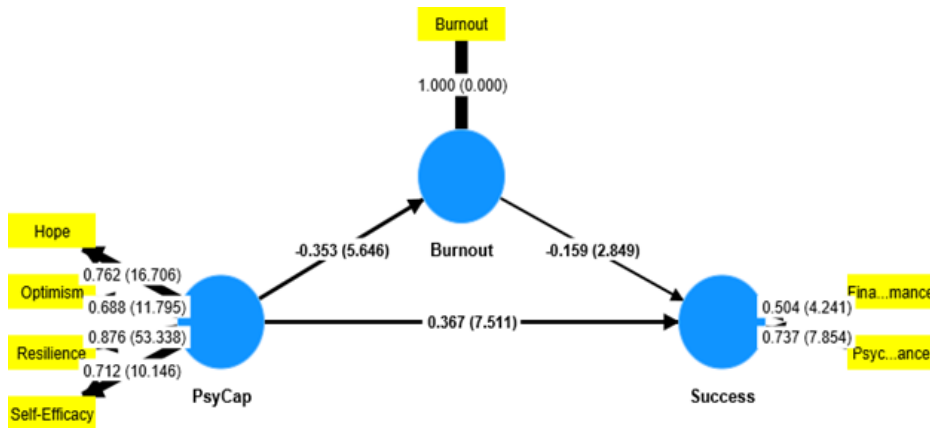 Burnout
1.000 (0.000)
Burnout
-0.353 (5.646)
-0.159 (2.849)
Hope
0.762 (16.706)
Optimism
0.688 (11.795)
Resilience
0.876 (53.338)
0.712 (10.146)
Self-Efficacy
PsyCap
0.367 (7.511)
Success
Fina...mance
0.504 (4.241)
0.737 (7.854)
Psyc...ance